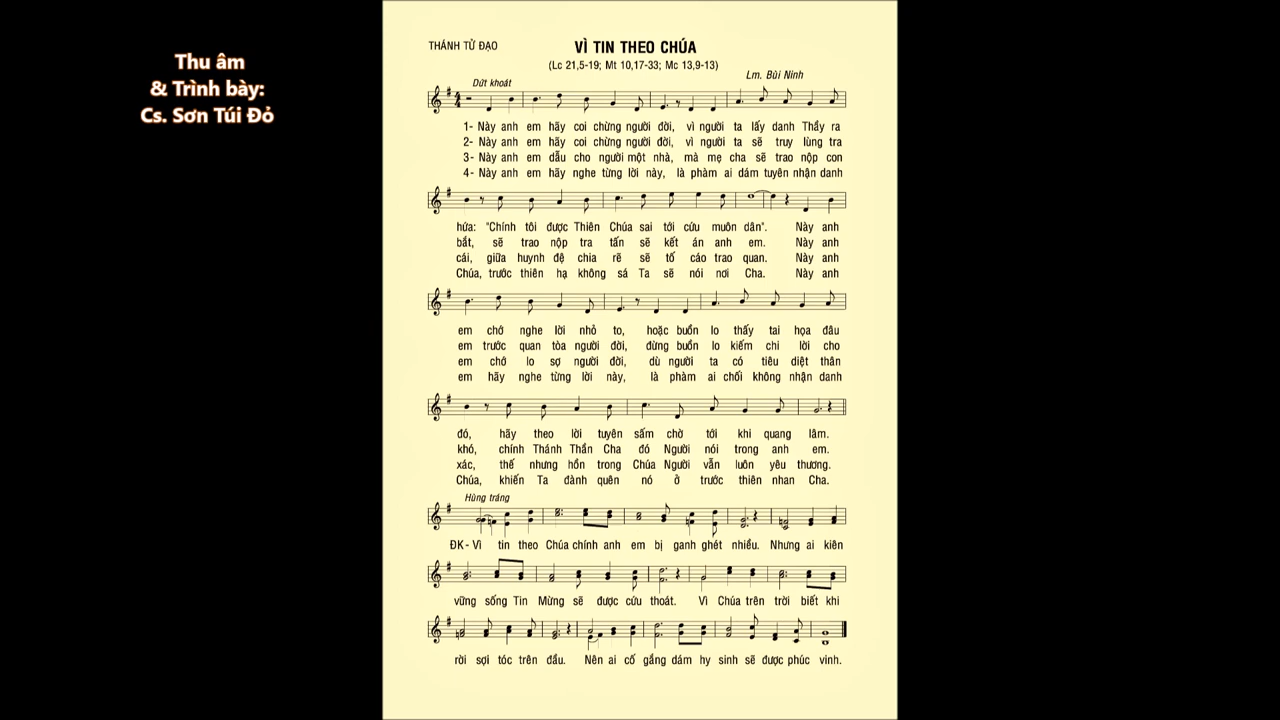 Thu âm
& Trình bày:
Cs. Sơn Túi Đỏ
THÁNH TỬ ĐẠO
VÌ TIN THEO CHÚA
(Lc 21,5-19; Mt 10,17-33; Mc 13,9-13)
Lm. Bùi Ninh
Dứt khoát
1- Này anh em hãy coi chừng người đời, vì người ta lấy danh Thầy ra
2- Này anh em hãy coi chừng người đời, vì người ta sẽ truy lùng tra
3- Này anh em dẫu cho người một nhà, mà mẹ cha sẽ trao nộp con
4- Này anh em hãy nghe từng lời này, là phàm ai dám tuyên nhận danh
hứa: "Chính tôi được Thiên Chúa sai tới cứu muôn dân". Này anh
bắt, sẽ trao nộp tra tấn sẽ kết án anh em. Này anh
cái, giữa huynh đệ chia rẽ sẽ tố cáo trao quan. Này anh
Chúa, trước thiên hạ không sá Ta sẽ nói nơi Cha. Này anh
em chớ nghe lời nhỏ to, hoặc buồn lo thấy tai họa đâu
em trước quan tòa người đời, đừng buồn lo kiếm chi lời cho
em chớ lo sợ người đời, dù người ta có tiêu diệt thân
em hãy nghe từng lời này, là phàm ai chối không nhận danh
đó, hãy theo lời tuyên sấm chờ tới khi quang lâm.
khó, chính Thánh Thần Cha đó Người nói trong anh em.
xác, thế nhưng hồn trong Chúa Người vẫn luôn yêu thương.
Chúa, khiến Ta đành quên nó ở trước thiên nhan Cha.
Hùng tráng
ĐK- Vì tin theo Chúa chính anh em bị ganh ghét nhiều. Nhưng ai kiên
vững sống Tin Mừng sẽ được cứu thoát. Vì Chúa trên trời biết khi
rời sợi tóc trên đầu. Nên ai cố gắng dám hy sinh sẽ được phúc vinh.